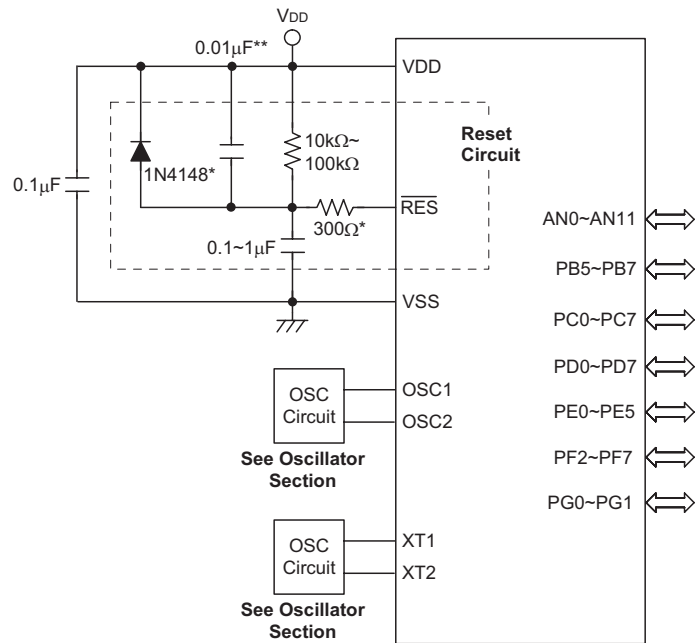 VDD
0.01μF**
VDD
10kΩ~
100kΩ
Reset
Circuit
1N4148*
0.1μF
RES
300Ω*
0.1~1μF
VSS
AN0~AN11
PB5~PB7
PC0~PC7
PD0~PD7
PE0~PE5
PF2~PF7
PG0~PG1
OSC
Circuit
OSC1
OSC2
See Oscillator
Section
OSC
Circuit
XT1
XT2
See Oscillator
Section